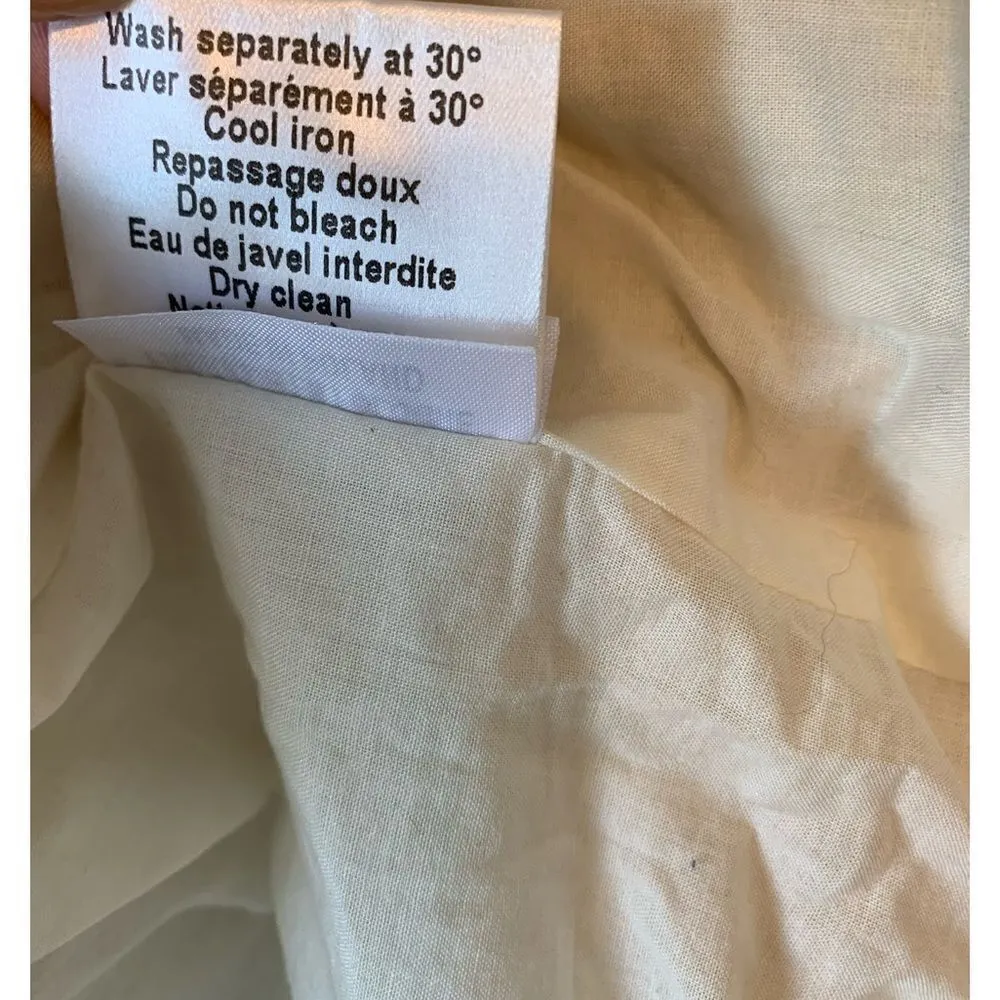 Wash separately at 30°
Laver séparément à 30°
Cool iron
Repassage doux
Do not bleach
Eau de javel interdite
Dry clean